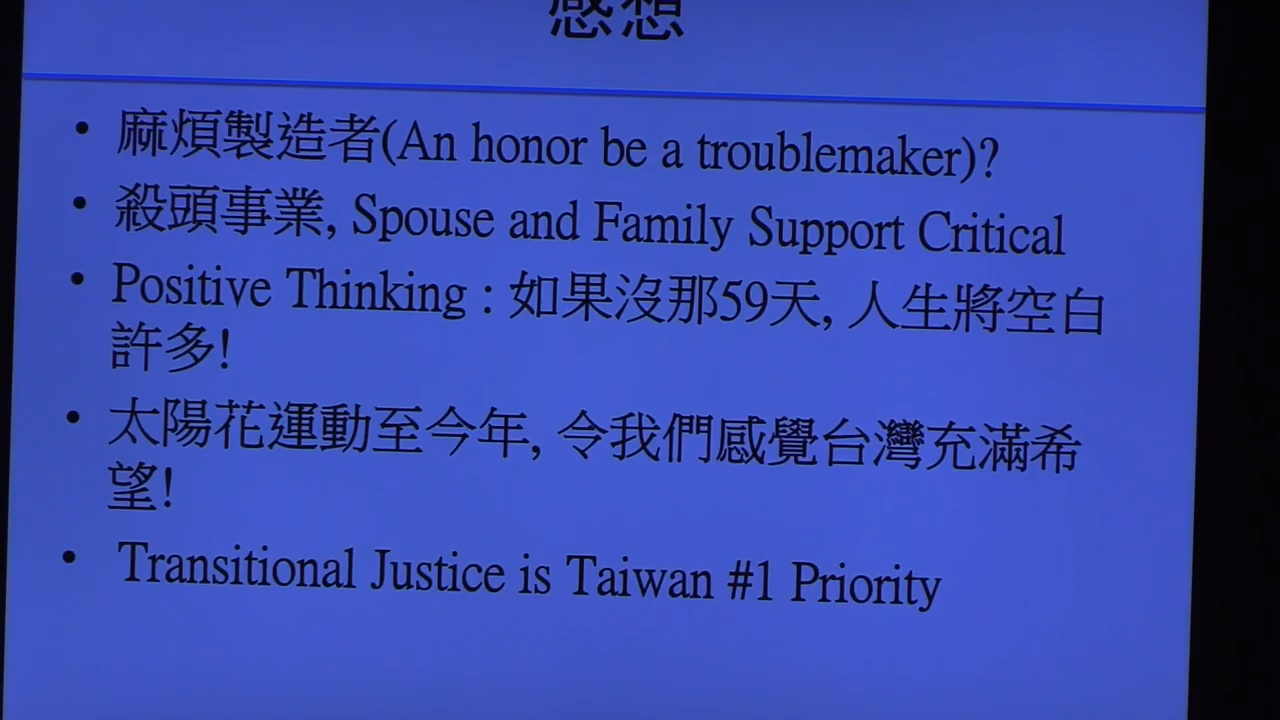 感想
• 麻煩製造者(An honor be a troublemaker)?
• 殺頭事業, Spouse and Family Support Critical
• Positive Thinking : 如果沒那59天, 人生將空白
許多!
• 太陽花運動至今年, 令我們感覺台灣充滿希
望!
• Transitional Justice is Taiwan #1 Priority